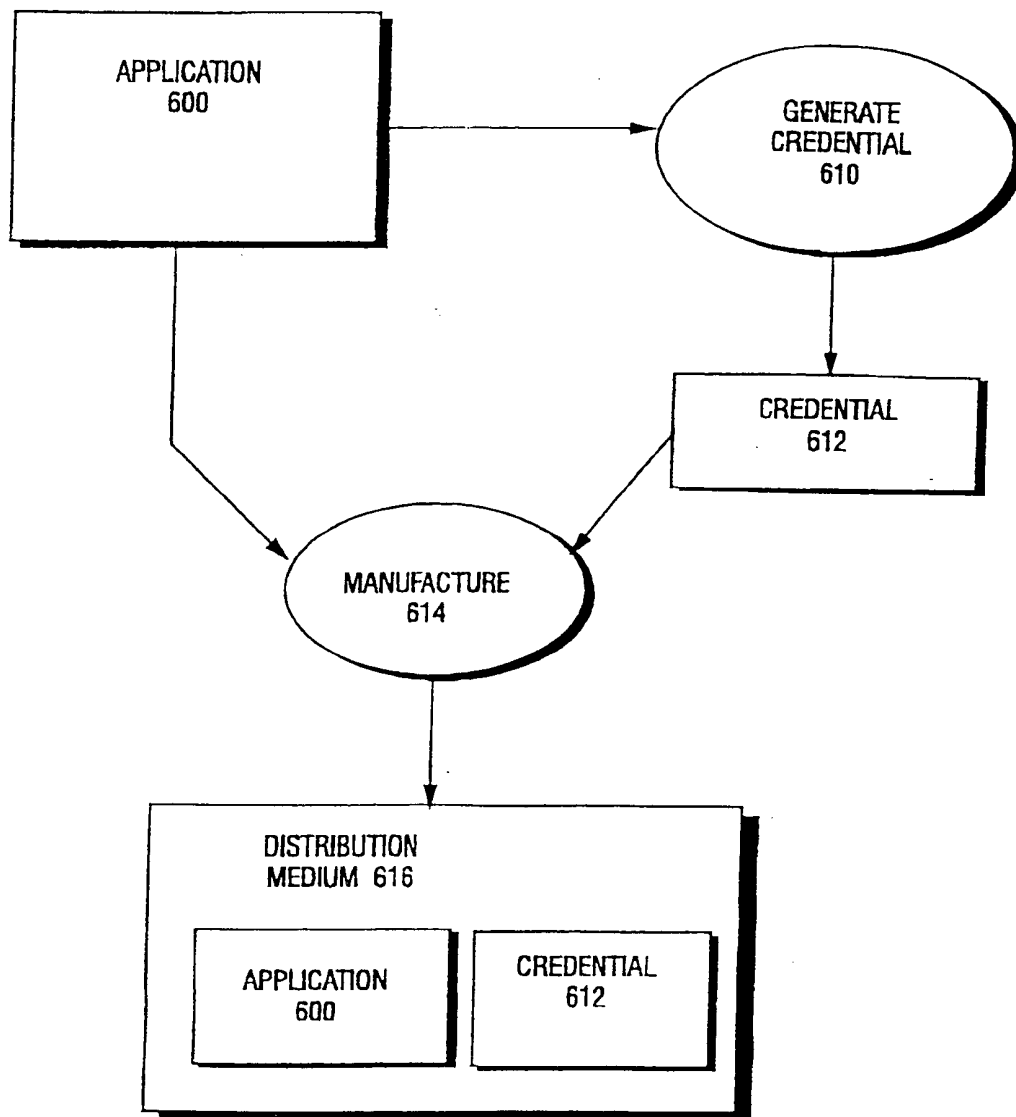 APPLICATION
600
GENERATE
CREDENTIAL
610
CREDENTIAL
612
MANUFACTURE
614
DISTRIBUTION
MEDIUM 616
APPLICATION
600
CREDENTIAL
612